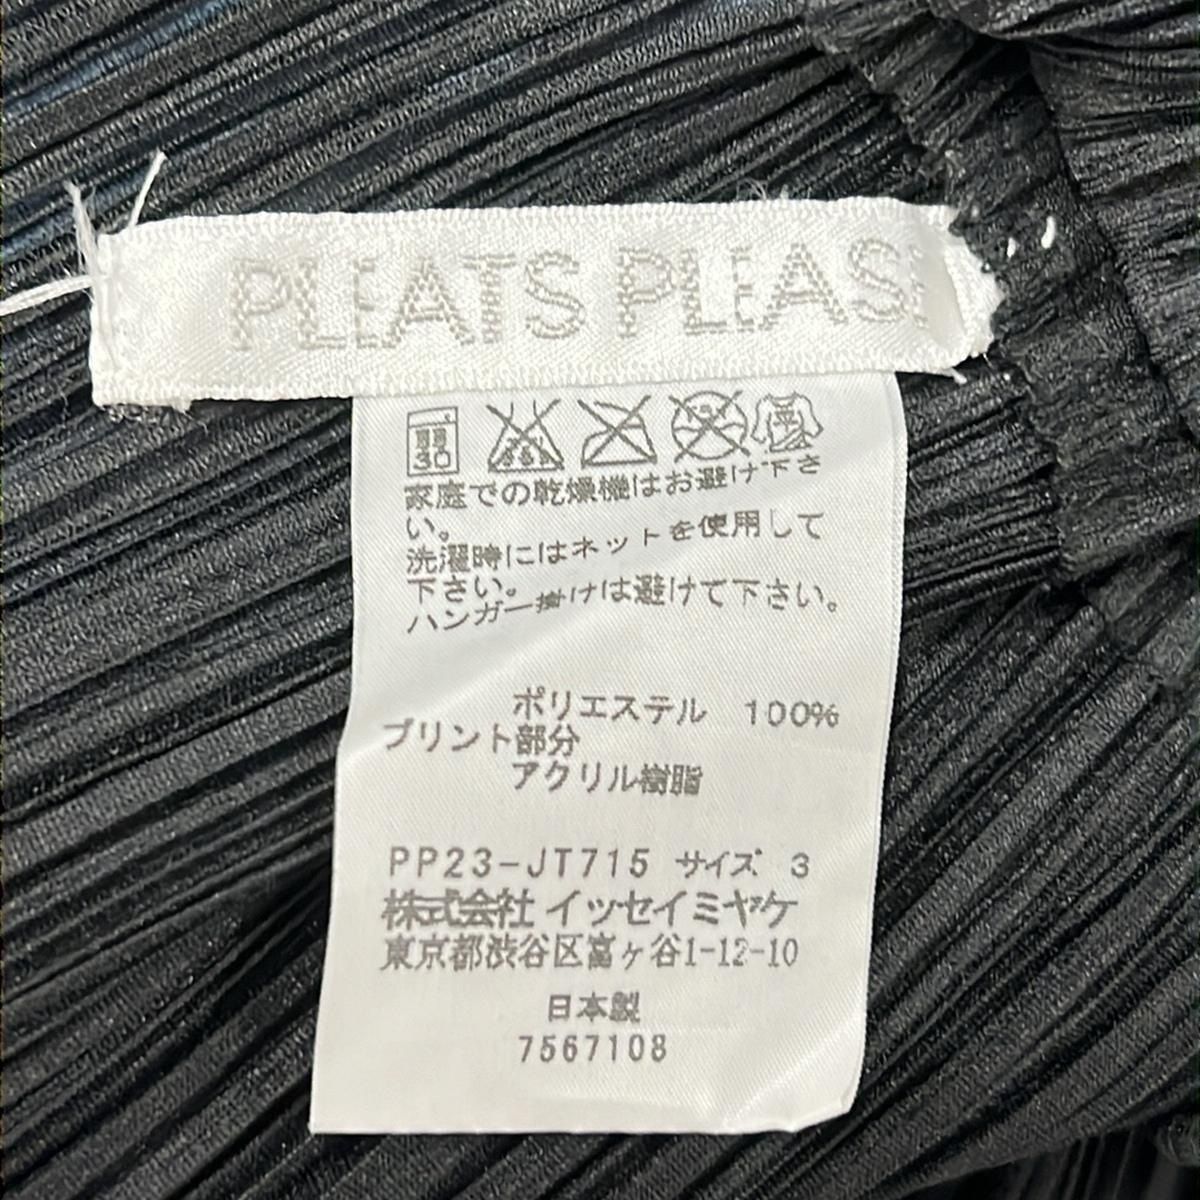 PLEATS PLEAS
30
家庭での乾燥機はお避け下さ
い。
洗濯時にはネットを使用して
下さい。
ハンガー掛けは避けて下さい。
ポリエステル 100%
プリント部分
アクリル樹脂
PP23-JT715 サイズ 3
株式会社 イッセイミヤケ
東京都渋谷区富ヶ谷1-12-10
日本製
7567108